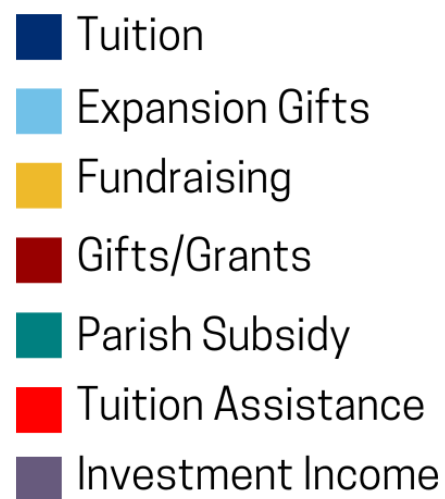 Tuition
Expansion Gifts
Fundraising
Gifts/Grants
Parish Subsidy
Tuition Assistance
Investment Income